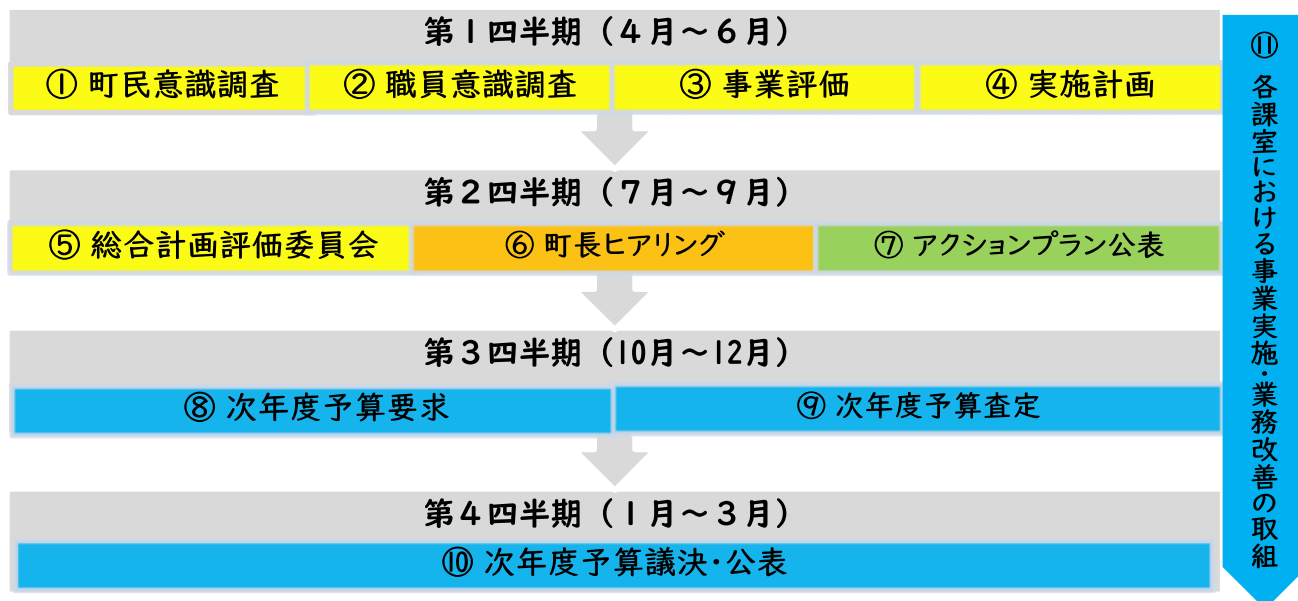 第1四半期（4月～6月）
① 町民意識調査
② 職員意識調査
③ 事業評価
④ 実施計画
第2四半期（7月～9月）
⑤ 総合計画評価委員会
⑥ 町長ヒアリング
⑦ アクションプラン公表
第3四半期（10月～12月）
⑧ 次年度予算要求
⑨ 次年度予算査定
第4四半期（1月～3月）
⑩ 次年度予算議決・公表
⑪ 各課室における事業実施・業務改善の取組